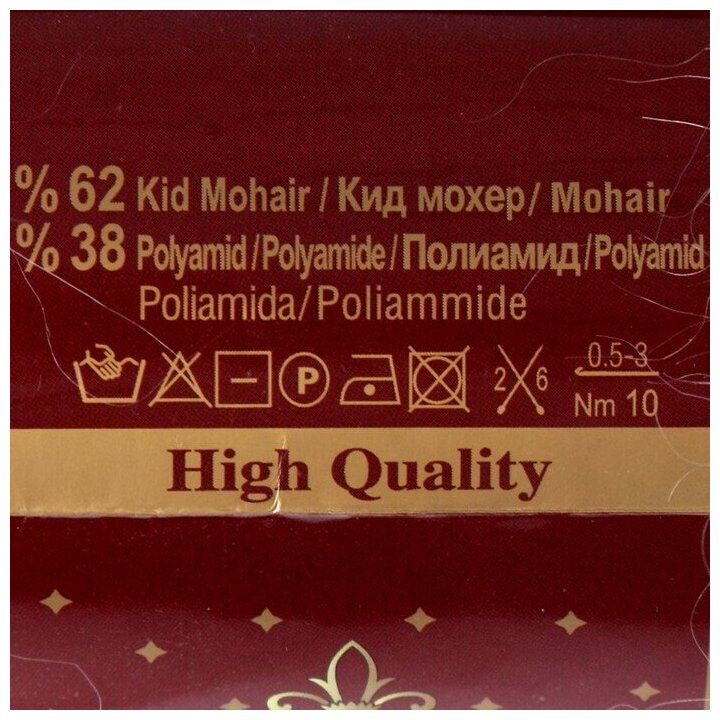 % 62 Kid Mohair / Кид мохер / Mohair
% 38 Polyamid / Polyamide / Полиамид / Polyamid
Poliamida/Poliammide
P 2 6 0.5-3
Nm 10
High Quality